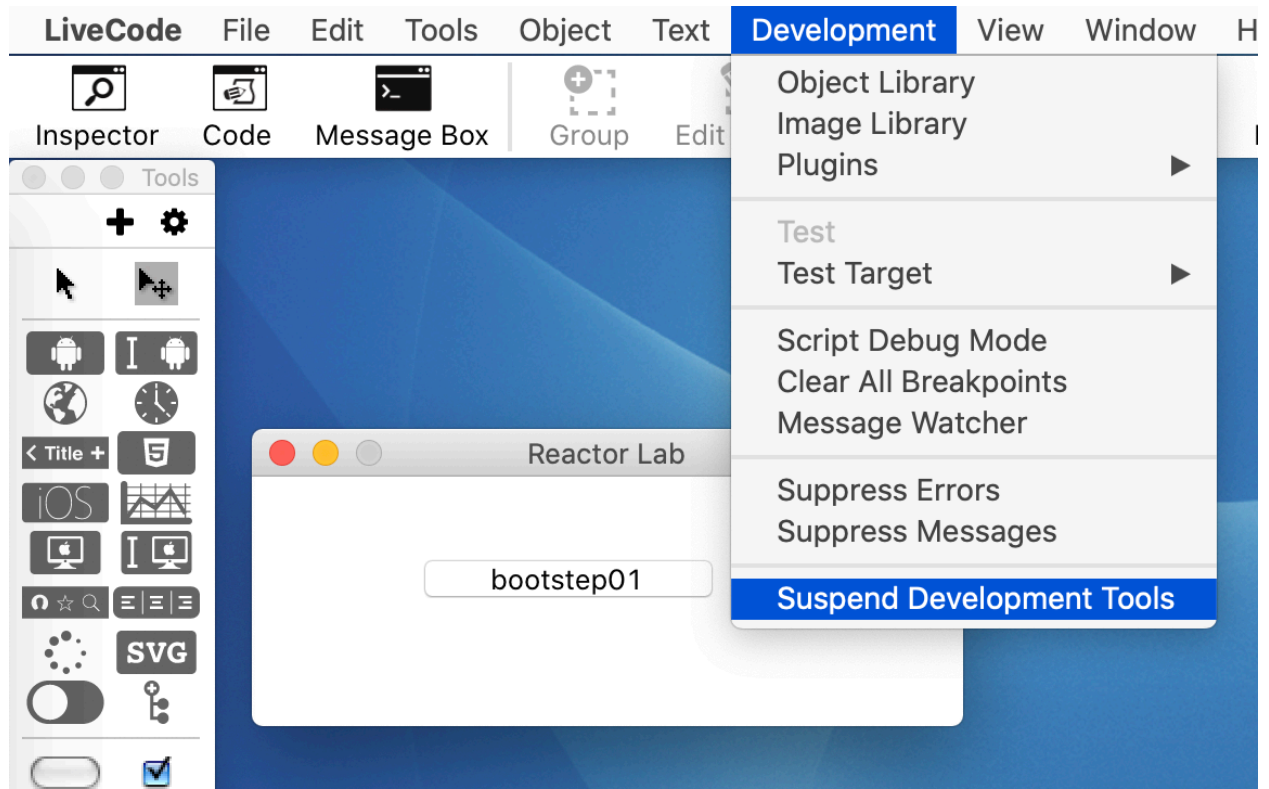 LiveCode File Edit Tools Object Text Development View Window H
Inspector Code Message Box Group Edit
Object Library
Image Library
Plugins
Test
Test Target
Script Debug Mode
Clear All Breakpoints
Message Watcher
Suppress Errors
Suppress Messages
Suspend Development Tools
Tools
< Title +
5
iOS
SVG
Reactor Lab
bootstep01